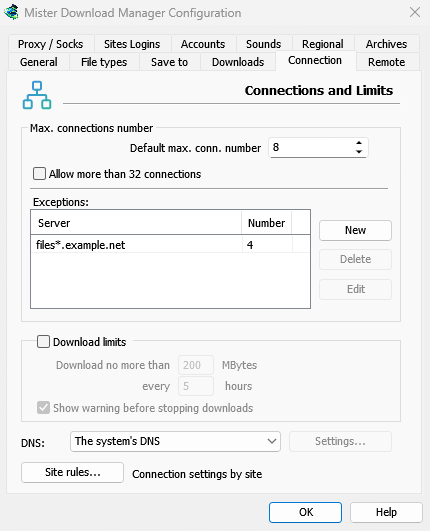 Mister Download Manager Configuration
Proxy / Socks Sites Logins Accounts Sounds Regional Archives
General File types Save to Downloads Connection Remote
Connections and Limits
Max. connections number
Default max. conn. number 8
Allow more than 32 connections
Exceptions:
Server Number
files*.example.net 4
New
Delete
Edit
Download limits
Download no more than 200 MBytes
every 5 hours
Show warning before stopping downloads
DNS: The system's DNS Settings...
Site rules... Connection settings by site
OK Help